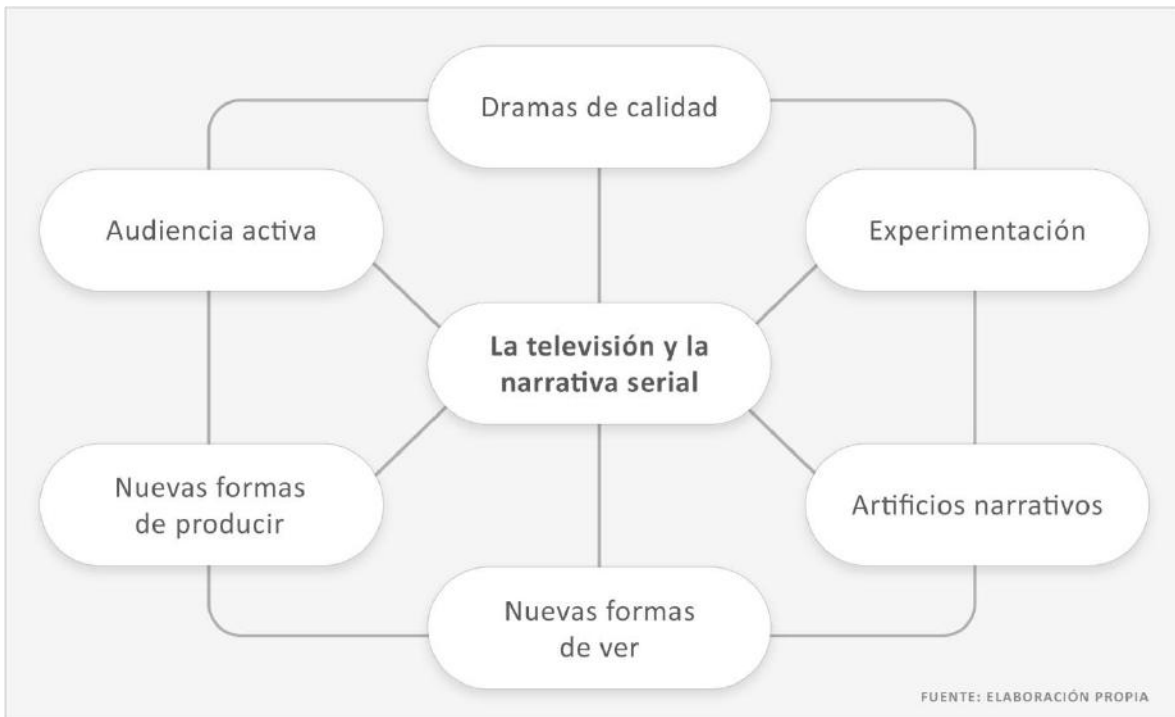 Dramas de calidad
Audiencia activa
Experimentación
La televisión y la
narrativa serial
Nuevas formas
de producir
Artificios narrativos
Nuevas formas
de ver
FUENTE: ELABORACIÓN PROPIA